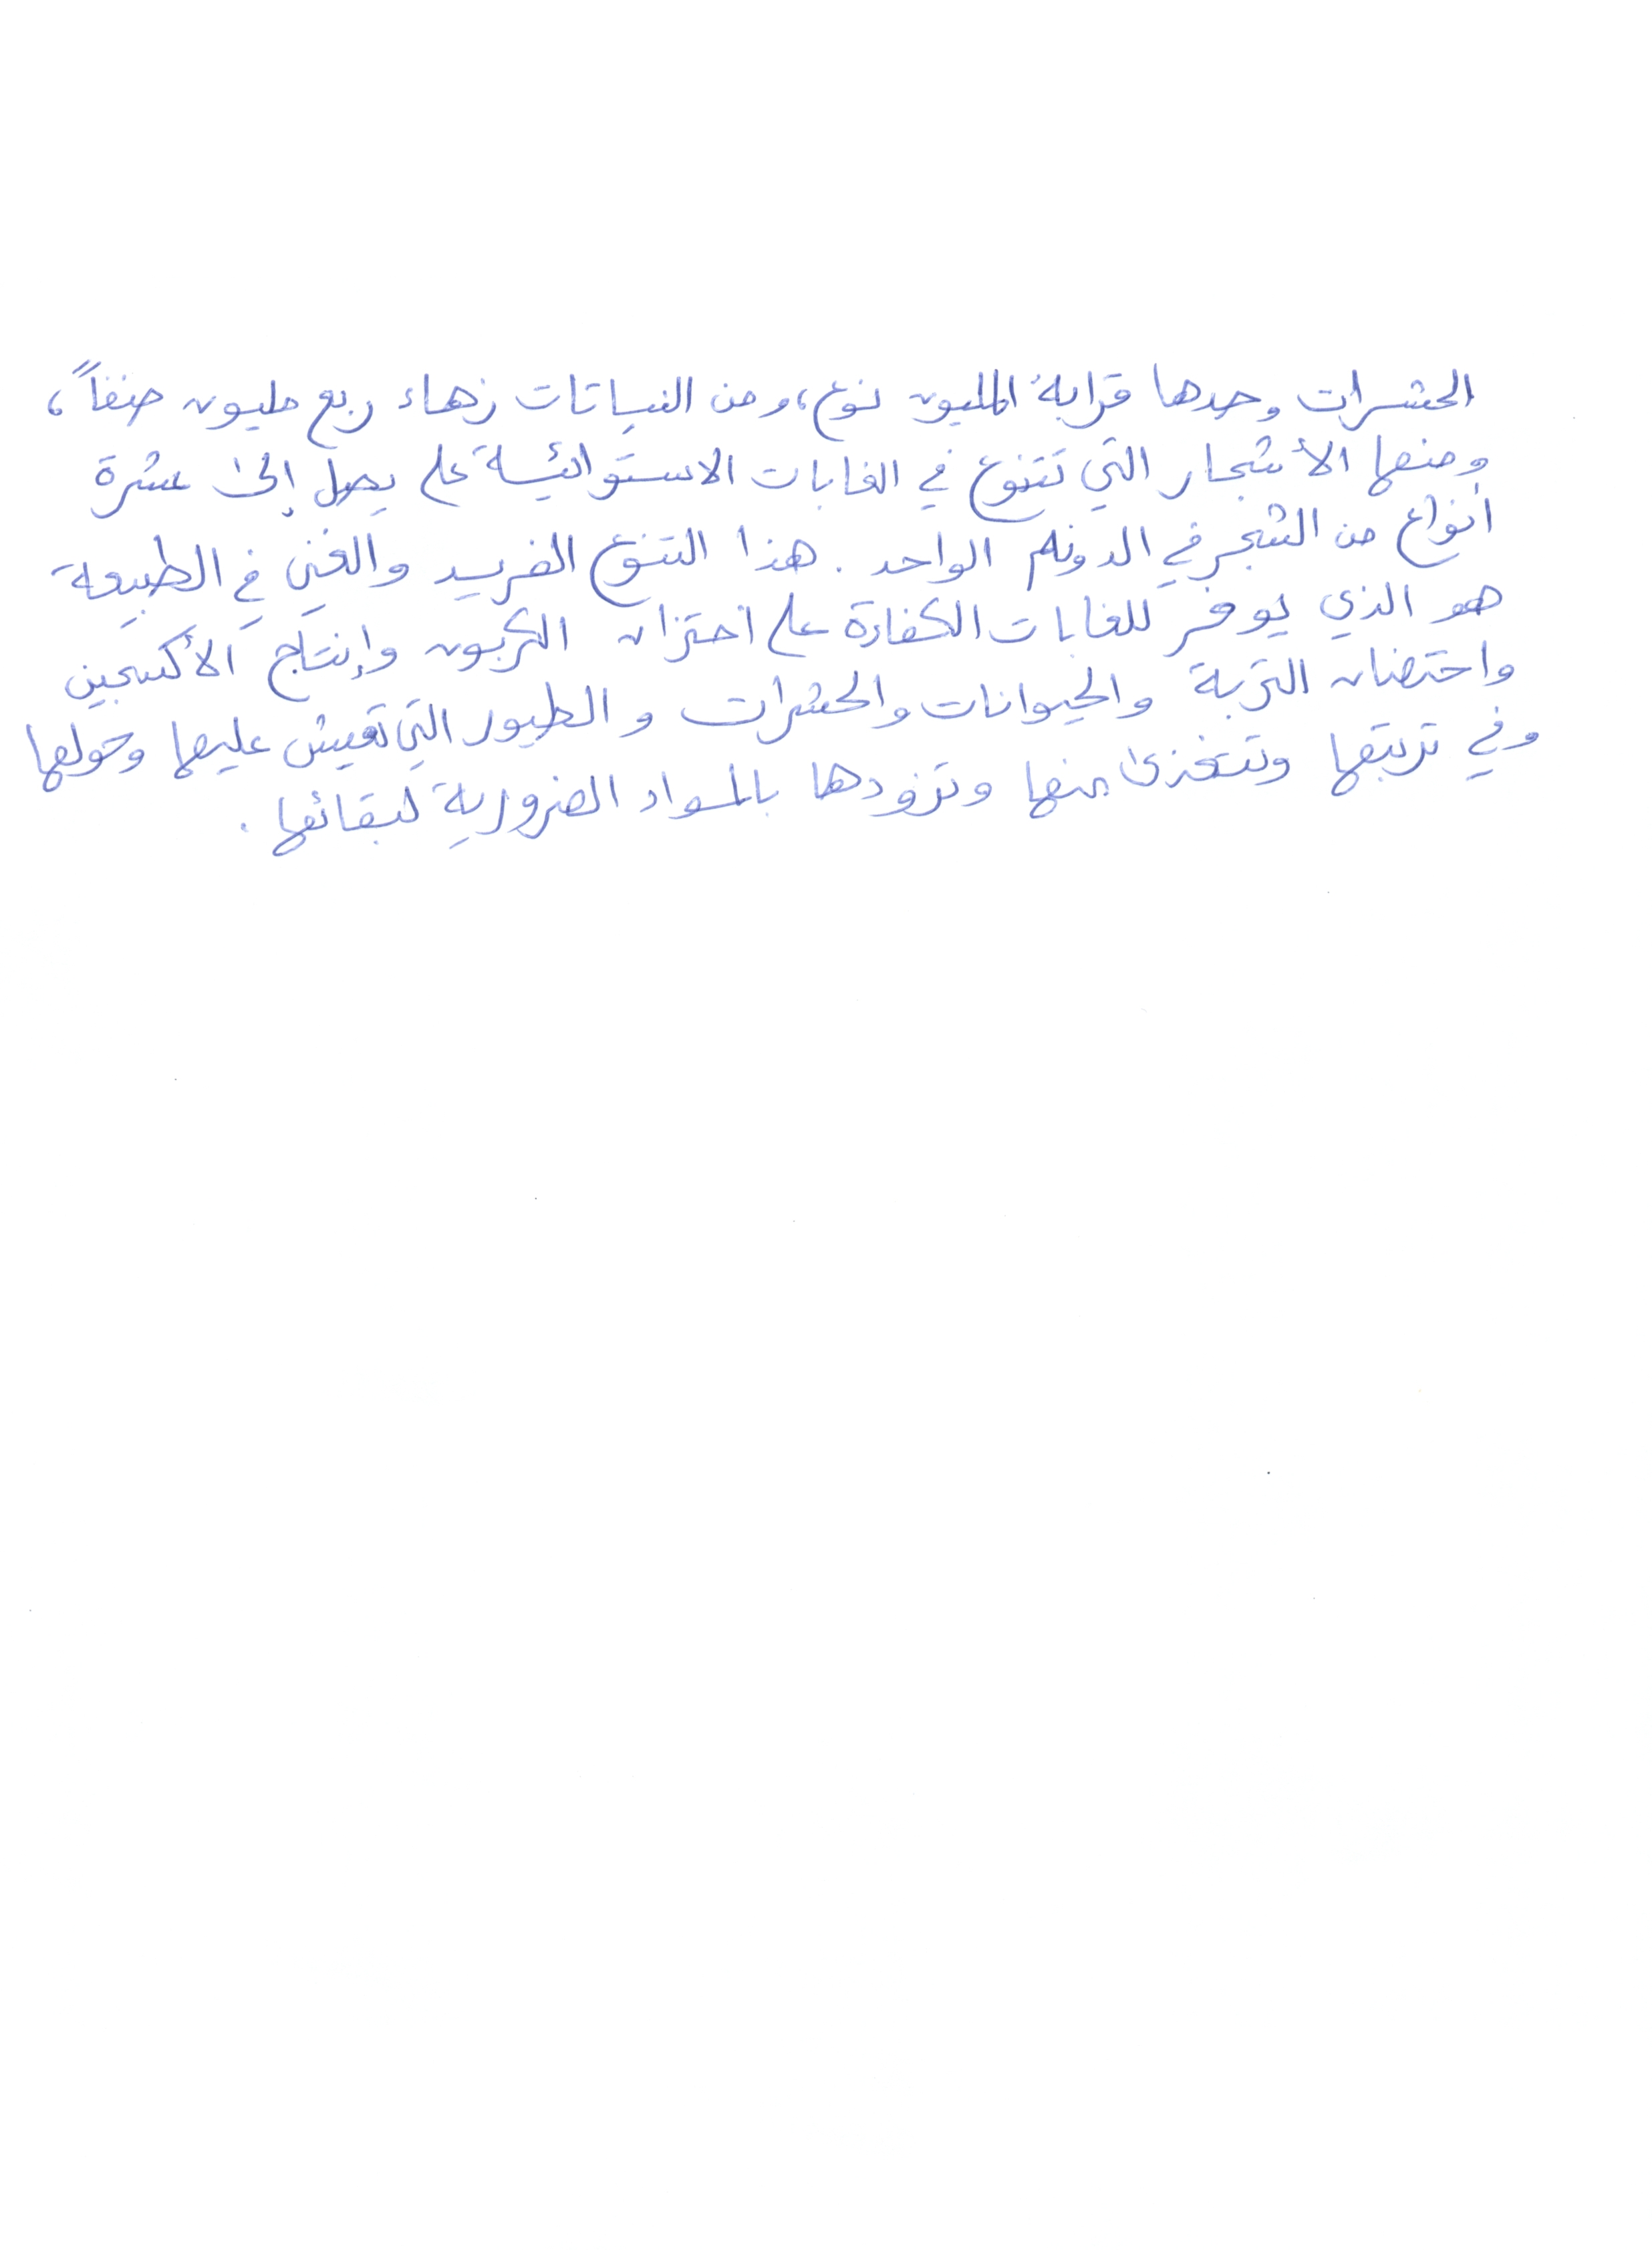 الحشرات وحدها قرابة المليون نوع، ومن النباتات زهاء ربع مليون صنفاً،
ومنها الأشجار التي تتنوع في الغابات الاستوائية على يصل إلى عشرة
أنواع من الشجر في الدونم الواحد. هذا التنوع الفريد والغني في الطبيعة
هو الذي يوفر للغابات الكفاءة على اختزان الكربون وإنتاج الأكسجين
واحتضان التربة والحيوانات والحشرات والطيور التي تعيش عليها وحولها
وفي تربتها وتتغذى منها وتزودها بالمواد الضرورية لبقائها.